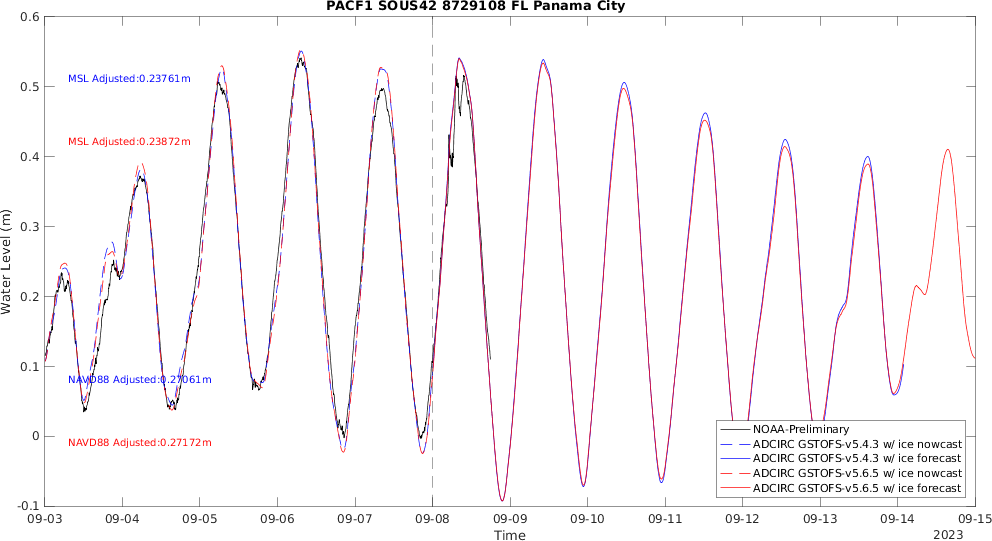 PACF1 SOUS42 8729108 FL Panama City
0.6
0.5
0.4
0.3
0.2
0.1
0
-0.1
Water Level (m)
MSL Adjusted:0.23761m
MSL Adjusted:0.23872m
NAVD88 Adjusted:0.27061m
NAVD88 Adjusted:0.27172m
NOAA-Preliminary
ADCIRC GSTOFS-v5.4.3 w/ ice nowcast
ADCIRC GSTOFS-v5.4.3 w/ ice forecast
ADCIRC GSTOFS-v5.6.5 w/ ice nowcast
ADCIRC GSTOFS-v5.6.5 w/ ice forecast
09-03 09-04 09-05 09-06 09-07 09-08 09-09 09-10 09-11 09-12 09-13 09-14 09-15
Time
2023